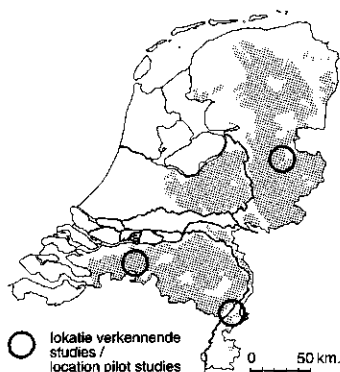 lokatie verkennende
studies /
location pilot studies
0 50 km.